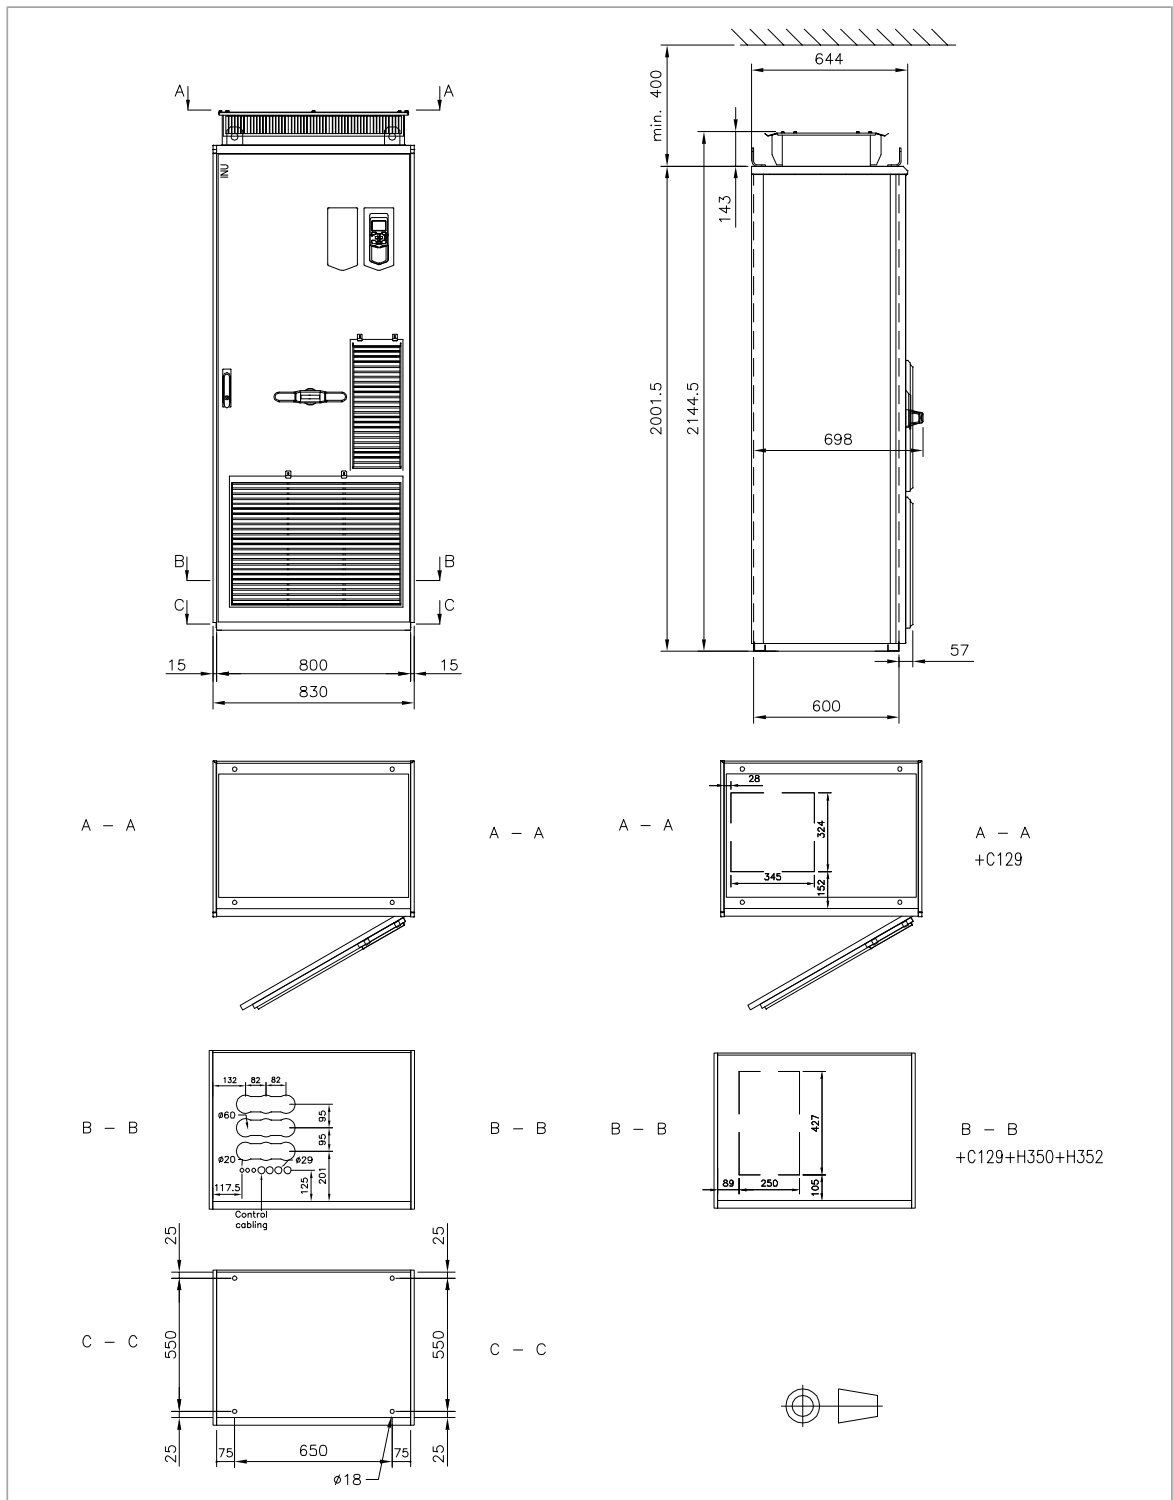 A
A
INU
B
B
C
C
15
800
15
830
644
min. 400
143
2001.5
2144.5
698
57
600
A – A
A – A
A – A
28
324
345
152
A – A
+C129
B – B
132
82
82
ø60
95
95
ø20
ø29
201
125
117.5
Control
cabling
B – B
B – B
427
89
250
105
B – B
+C129+H350+H352
C – C
25
25
550
550
25
25
75
650
75
ø18
C – C